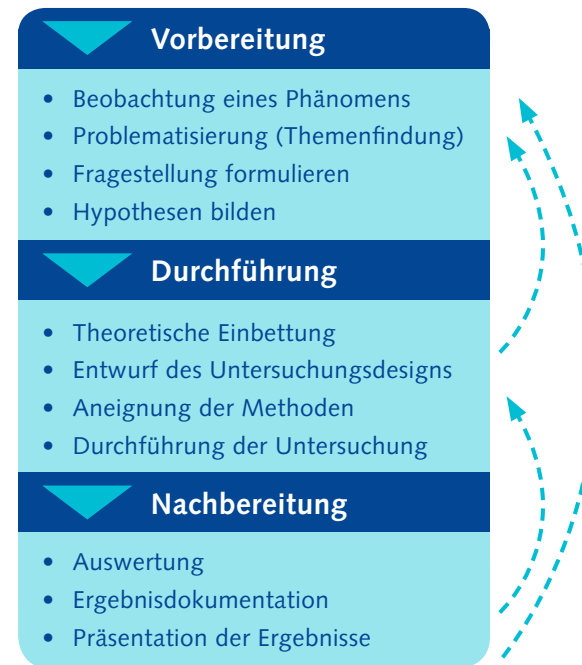 Vorbereitung
• Beobachtung eines Phänomens
• Problematisierung (Themenfindung)
• Fragestellung formulieren
• Hypothesen bilden
Durchführung
• Theoretische Einbettung
• Entwurf des Untersuchungsdesigns
• Aneignung der Methoden
• Durchführung der Untersuchung
Nachbereitung
• Auswertung
• Ergebnisdokumentation
• Präsentation der Ergebnisse